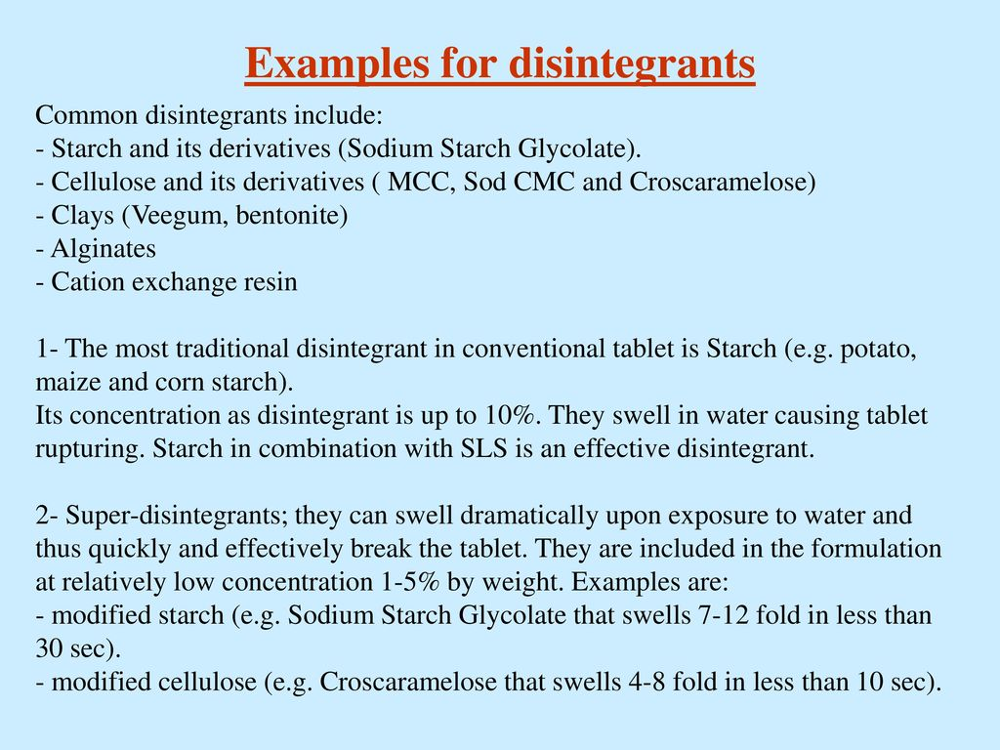 Examples for disintegrants
Common disintegrants include:
- Starch and its derivatives (Sodium Starch Glycolate).
- Cellulose and its derivatives ( MCC, Sod CMC and Croscaramelose)
- Clays (Veegum, bentonite)
- Alginates
- Cation exchange resin
1- The most traditional disintegrant in conventional tablet is Starch (e.g. potato,
maize and corn starch).
Its concentration as disintegrant is up to 10%. They swell in water causing tablet
rupturing. Starch in combination with SLS is an effective disintegrant.
2- Super-disintegrants; they can swell dramatically upon exposure to water and
thus quickly and effectively break the tablet. They are included in the formulation
at relatively low concentration 1-5% by weight. Examples are:
- modified starch (e.g. Sodium Starch Glycolate that swells 7-12 fold in less than
30 sec).
- modified cellulose (e.g. Croscaramelose that swells 4-8 fold in less than 10 sec).